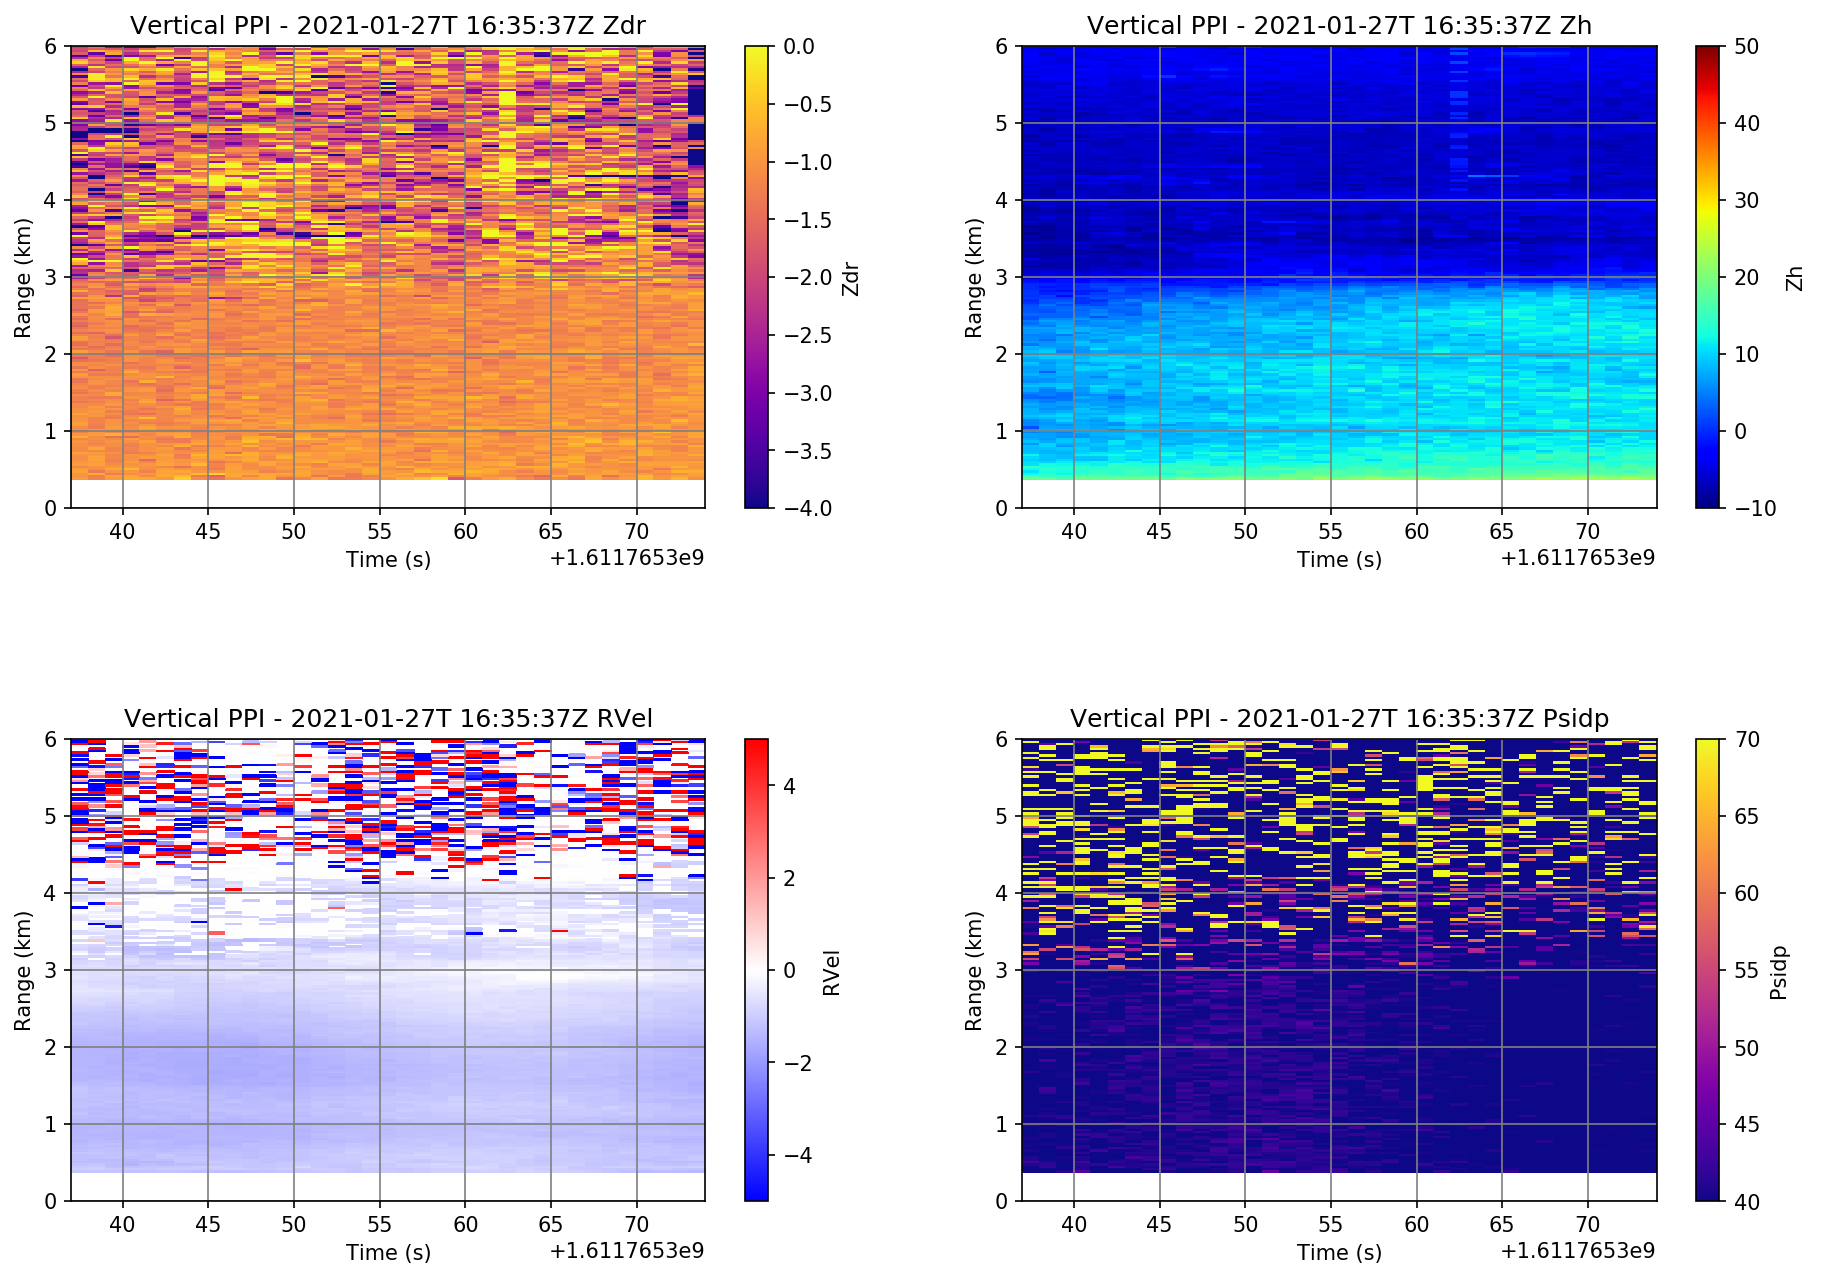 Vertical PPI - 2021-01-27T 16:35:37Z Zdr
6
5
4
3
2
1
0
Range (km)
40 45 50 55 60 65 70
Time (s)
+1.6117653e9
0.0
−0.5
−1.0
−1.5
−2.0
−2.5
−3.0
−3.5
−4.0
Zdr
Vertical PPI - 2021-01-27T 16:35:37Z Zh
6
5
4
3
2
1
0
Range (km)
40 45 50 55 60 65 70
Time (s)
+1.6117653e9
50
40
30
20
10
0
−10
Zh
Vertical PPI - 2021-01-27T 16:35:37Z RVel
6
5
4
3
2
1
0
Range (km)
40 45 50 55 60 65 70
Time (s)
+1.6117653e9
4
2
0
−2
−4
RVel
Vertical PPI - 2021-01-27T 16:35:37Z Psidp
6
5
4
3
2
1
0
Range (km)
40 45 50 55 60 65 70
Time (s)
+1.6117653e9
70
65
60
55
50
45
40
Psidp